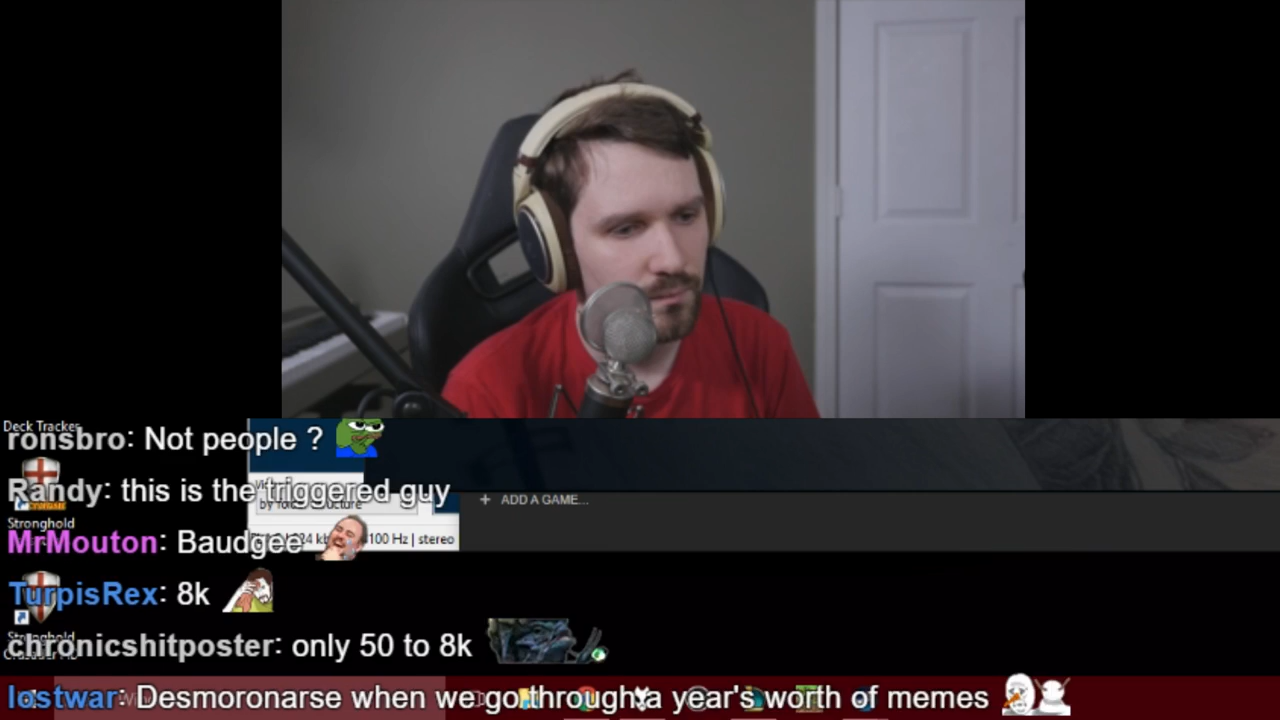 Deck Tracker
ronsbro: Not people ?
Randy: this is the triggered guy
+ ADD A GAME...
Stronghold
MrMouton: Baudgee
100 Hz | stereo
TurpisRex: 8k
Stronghold
chronicshitposter: only 50 to 8k
lostwar: Desmoronarse when we go through a year's worth of memes